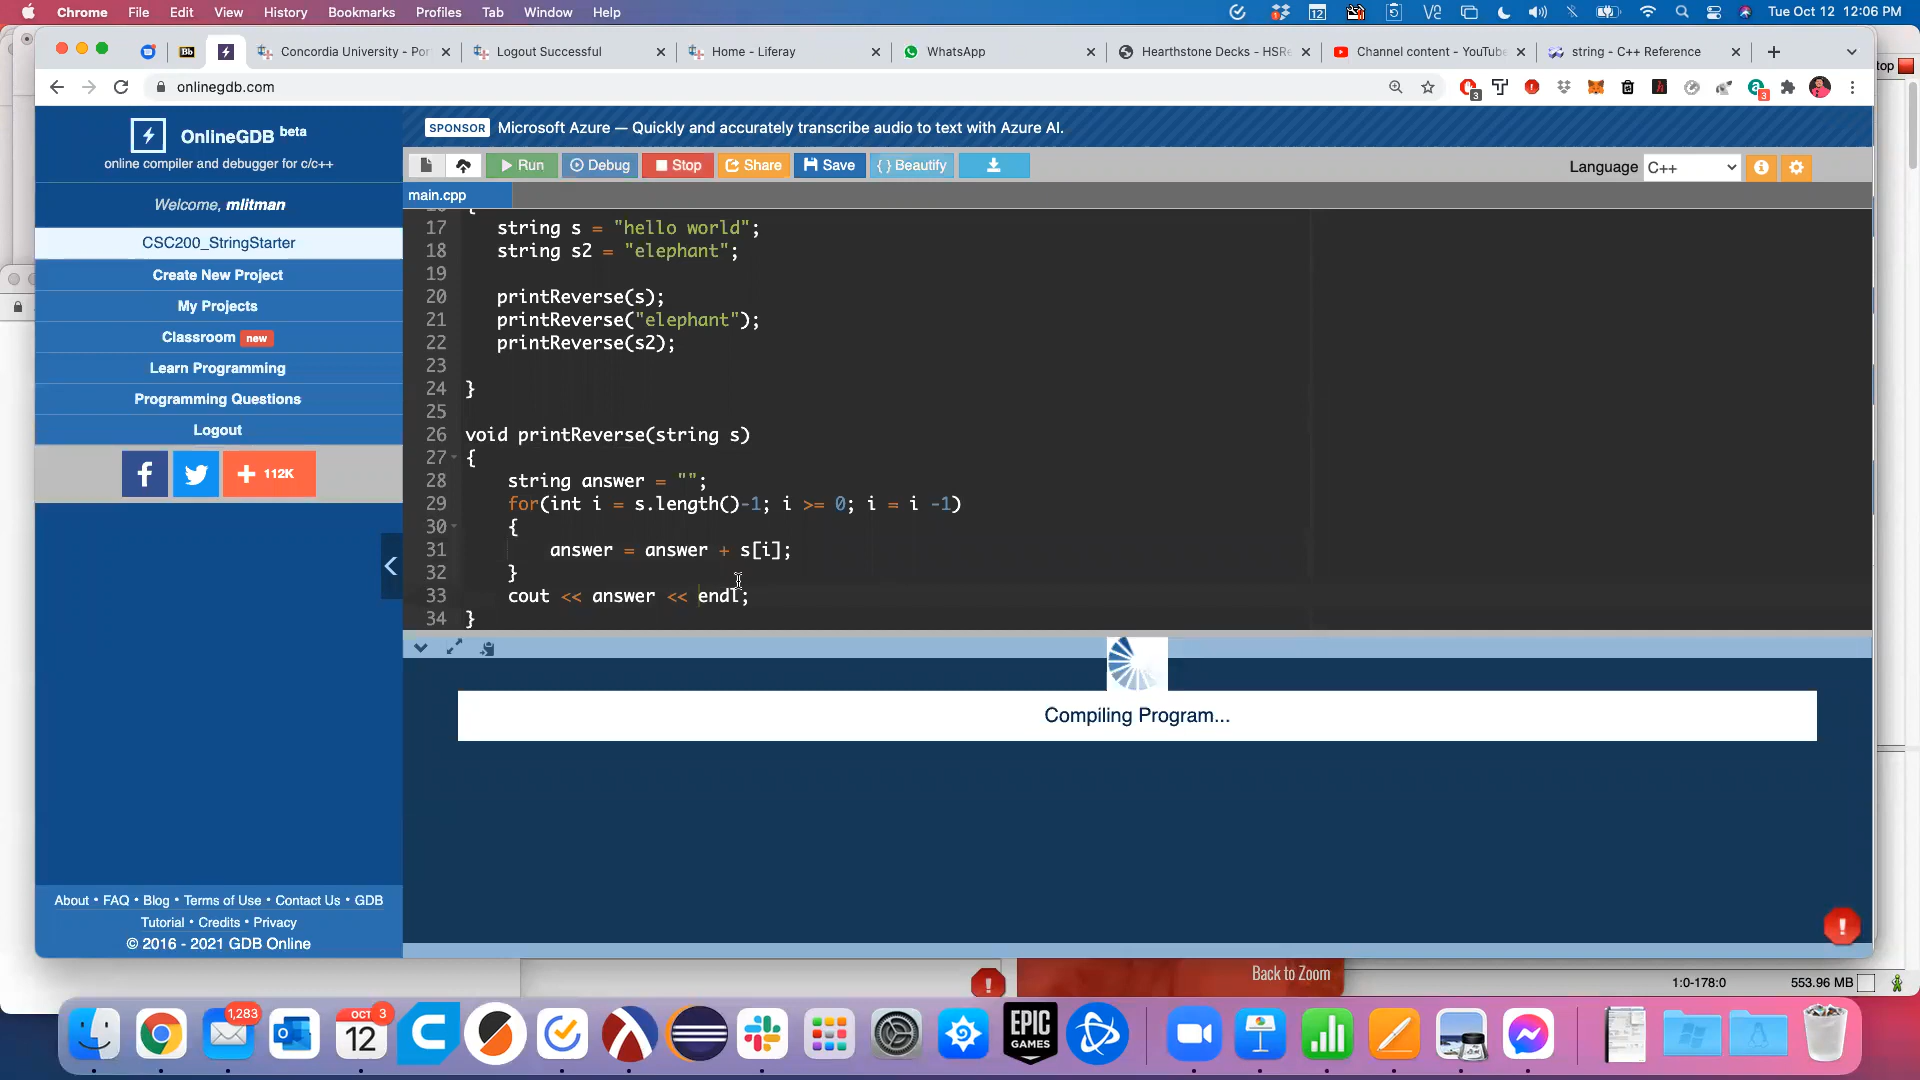 Chrome File Edit View History Bookmarks Profiles Tab Window Help
12
Tue Oct 12 12:06 PM
Bb
Concordia University - Por
Logout Successful
Home - Liferay
WhatsApp
Hearthstone Decks - HSRe
Channel content - YouTube
string - C++ Reference
top
onlinegdb.com
3
3
OnlineGDB beta
online compiler and debugger for c/c++
Welcome, mlitman
CSC200_StringStarter
Create New Project
My Projects
Classroom new
Learn Programming
Programming Questions
Logout
112K
About • FAQ • Blog • Terms of Use • Contact Us • GDB
Tutorial • Credits • Privacy
© 2016 - 2021 GDB Online
SPONSOR Microsoft Azure — Quickly and accurately transcribe audio to text with Azure AI.
Run Debug Stop Share Save { } Beautify
Language C++
main.cpp
16 {
17 string s = "hello world";
18 string s2 = "elephant";
19
20 printReverse(s);
21 printReverse("elephant");
22 printReverse(s2);
23
24 }
25
26 void printReverse(string s)
27 {
28 string answer = "";
29 for(int i = s.length()-1; i >= 0; i = i -1)
30 {
31 answer = answer + s[i];
32 }
33 cout << answer << endl;
34 }
Compiling Program...
Back to Zoom
1:0-178:0
553.96 MB
1,283
OCT 3
12
EPIC
GAMES